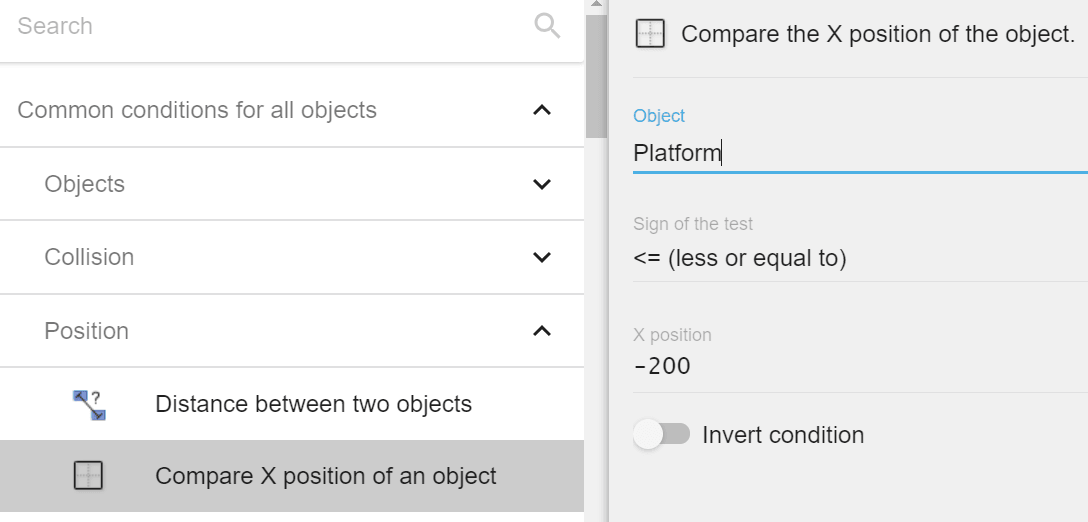 Search
Common conditions for all objects
Objects
Collision
Position
?
Distance between two objects
Compare X position of an object
Compare the X position of the object.
Object
Platform
Sign of the test
<= (less or equal to)
X position
-200
Invert condition